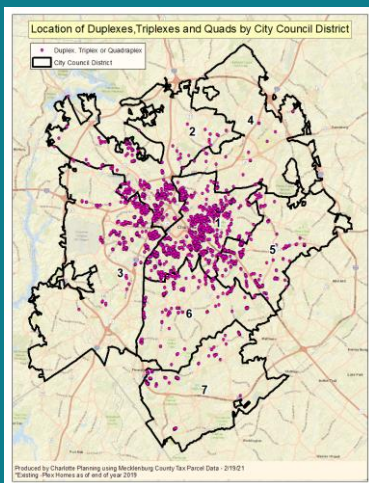 Location of Duplexes,Triplexes and Quads by City Council District
Duplex, Triplex or Quadraplex
City Council District
2
4
1
5
3
6
7
Produced by Charlotte Planning using Mecklenburg County Tax Parcel Data - 2/19/21
*Existing -Plex Homes as of end of year 2019